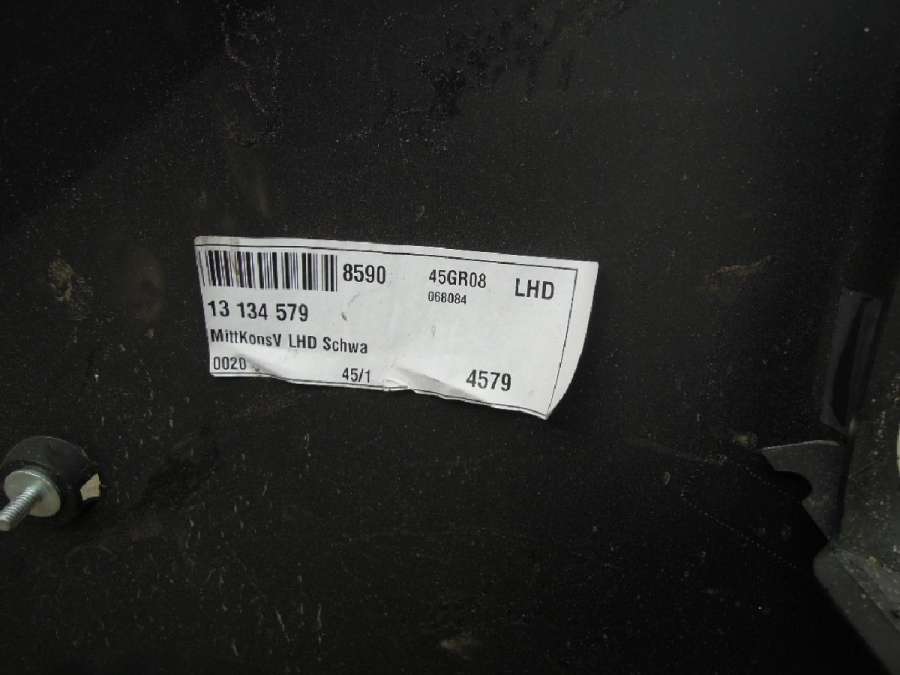 8590 45GR08 LHD
068084
13 134 579
MittKonsV LHD Schwa
0020 45/1 4579